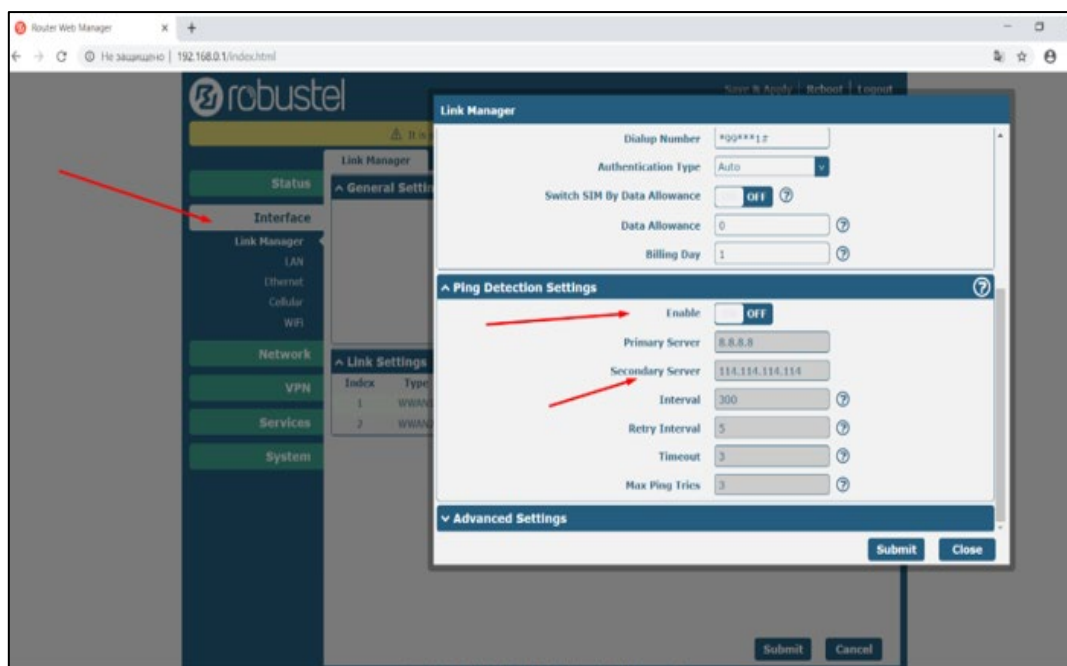 Router Web Manager
Не защищено | 192.168.0.1/index.html
robustel
Save & Apply | Reboot | Logout
It is
Link Manager
Status
Interface
Link Manager
LAN
Ethernet
Cellular
WiFi
Network
VPN
Services
System
Link Manager
General Settin
Link Settings
Index Type
1 WWAN
2 WWAN
Dialup Number *99***1#
Authentication Type Auto
Switch SIM By Data Allowance OFF ?
Data Allowance 0 ?
Billing Day 1 ?
Ping Detection Settings ?
Enable OFF
Primary Server 8.8.8.8
Secondary Server 114.114.114.114
Interval 300 ?
Retry Interval 5 ?
Timeout 3 ?
Max Ping Tries 3 ?
Advanced Settings
Submit Close
Submit Cancel